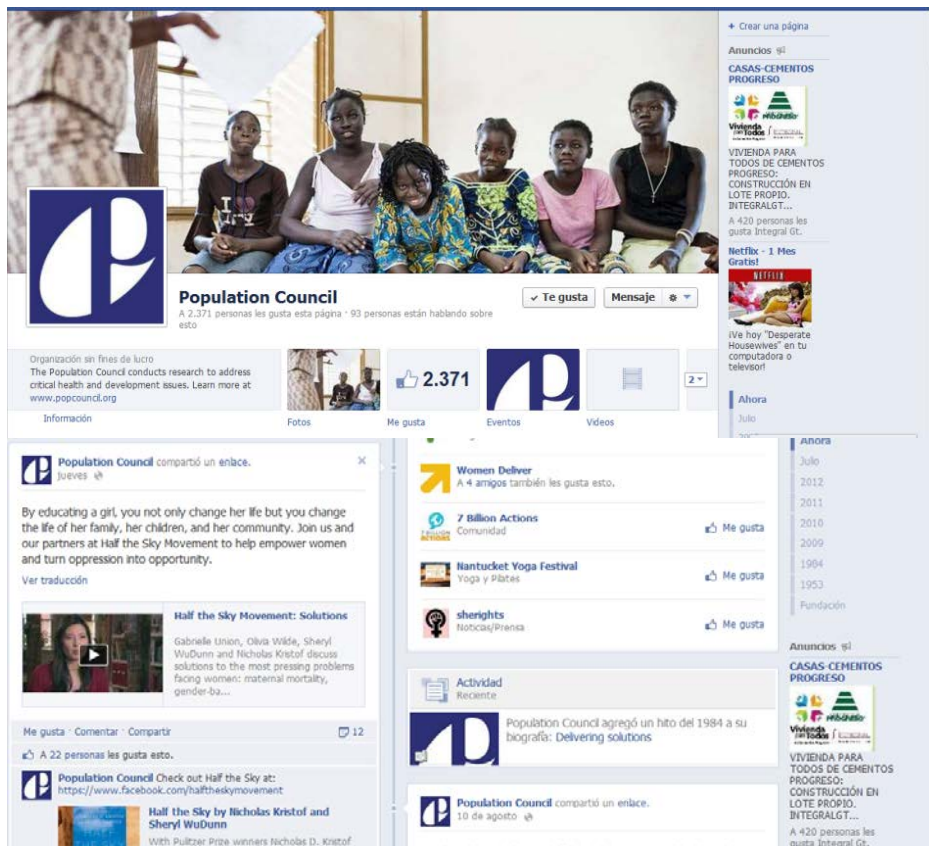 + Crear una página
Anuncios
CASAS-CEMENTOS
PROGRESO
Vivienda
para Todos
PROGRESO
VIVIENDA PARA
TODOS DE CEMENTOS
PROGRESO:
CONSTRUCCIÓN EN
LOTE PROPIO.
INTEGRALGT...
A 420 personas les
gusta Integral Gt.
Netflix - 1 Mes
Gratis!
NETFLIX
¡Ve hoy "Desperate
Housewives" en tu
computadora o
televisor!
Ahora
Julio
Population Council
A 2.371 personas les gusta esta página · 93 personas están hablando sobre
esto
✓ Te gusta
Mensaje
Organización sin fines de lucro
The Population Council conducts research to address
critical health and development issues. Learn more at
www.popcouncil.org
Información
Fotos
2.371
Me gusta
Eventos
Videos
2
Population Council compartió un enlace.
jueves
By educating a girl, you not only change her life but you change
the life of her family, her children, and her community. Join us and
our partners at Half the Sky Movement to help empower women
and turn oppression into opportunity.
Ver traducción
Half the Sky Movement: Solutions
Gabrielle Union, Olivia Wilde, Sheryl
WuDunn and Nicholas Kristof discuss
solutions to the most pressing problems
facing women: maternal mortality,
gender-ba...
Me gusta · Comentar · Compartir
12
A 22 personas les gusta esto.
Population Council Check out Half the Sky at:
https://www.facebook.com/halftheskymovement
Half the Sky by Nicholas Kristof and
Sheryl WuDunn
With Pulitzer Prize winners Nicholas D. Kristof
Women Deliver
A 4 amigos también les gusta esto.
7 BILLION
ACTIONS
7 Billion Actions
Comunidad
Me gusta
Nantucket Yoga Festival
Yoga y Pilates
Me gusta
sherights
Noticias/Prensa
Me gusta
Actividad
Reciente
Population Council agregó un hito del 1984 a su
biografía: Delivering solutions
Population Council compartió un enlace.
10 de agosto
Ahora
Julio
2012
2011
2010
2009
1984
1953
Fundación
Anuncios
CASAS-CEMENTOS
PROGRESO
Vivienda
para Todos
PROGRESO
VIVIENDA PARA
TODOS DE CEMENTOS
PROGRESO:
CONSTRUCCIÓN EN
LOTE PROPIO.
INTEGRALGT...
A 420 personas les
gusta Integral Gt.